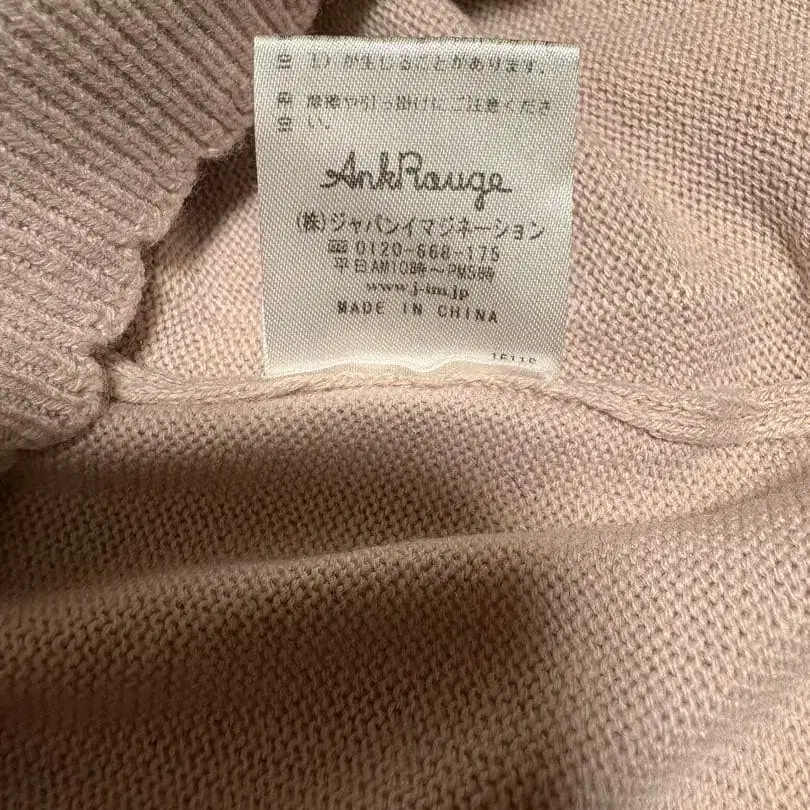 1)が生じることがあります。
摩擦や引っ掛けにご注意くださ
い。
AnkRouge
(株)ジャパンイマジネーション
0120-668-175
平日AM10時～PM5時
www.j-im.jp
MADE IN CHINA